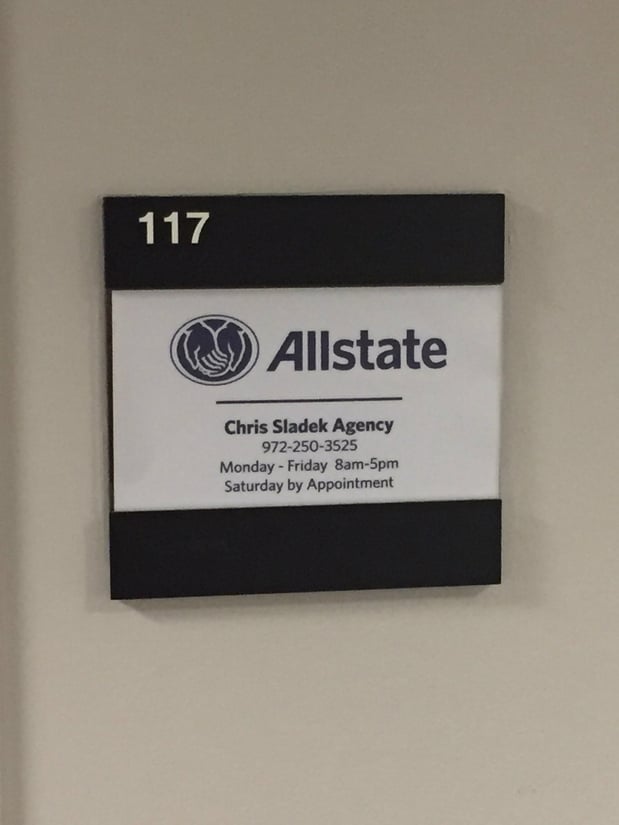 117
Allstate
Chris Sladek Agency
972-250-3525
Monday - Friday 8am-5pm
Saturday by Appointment